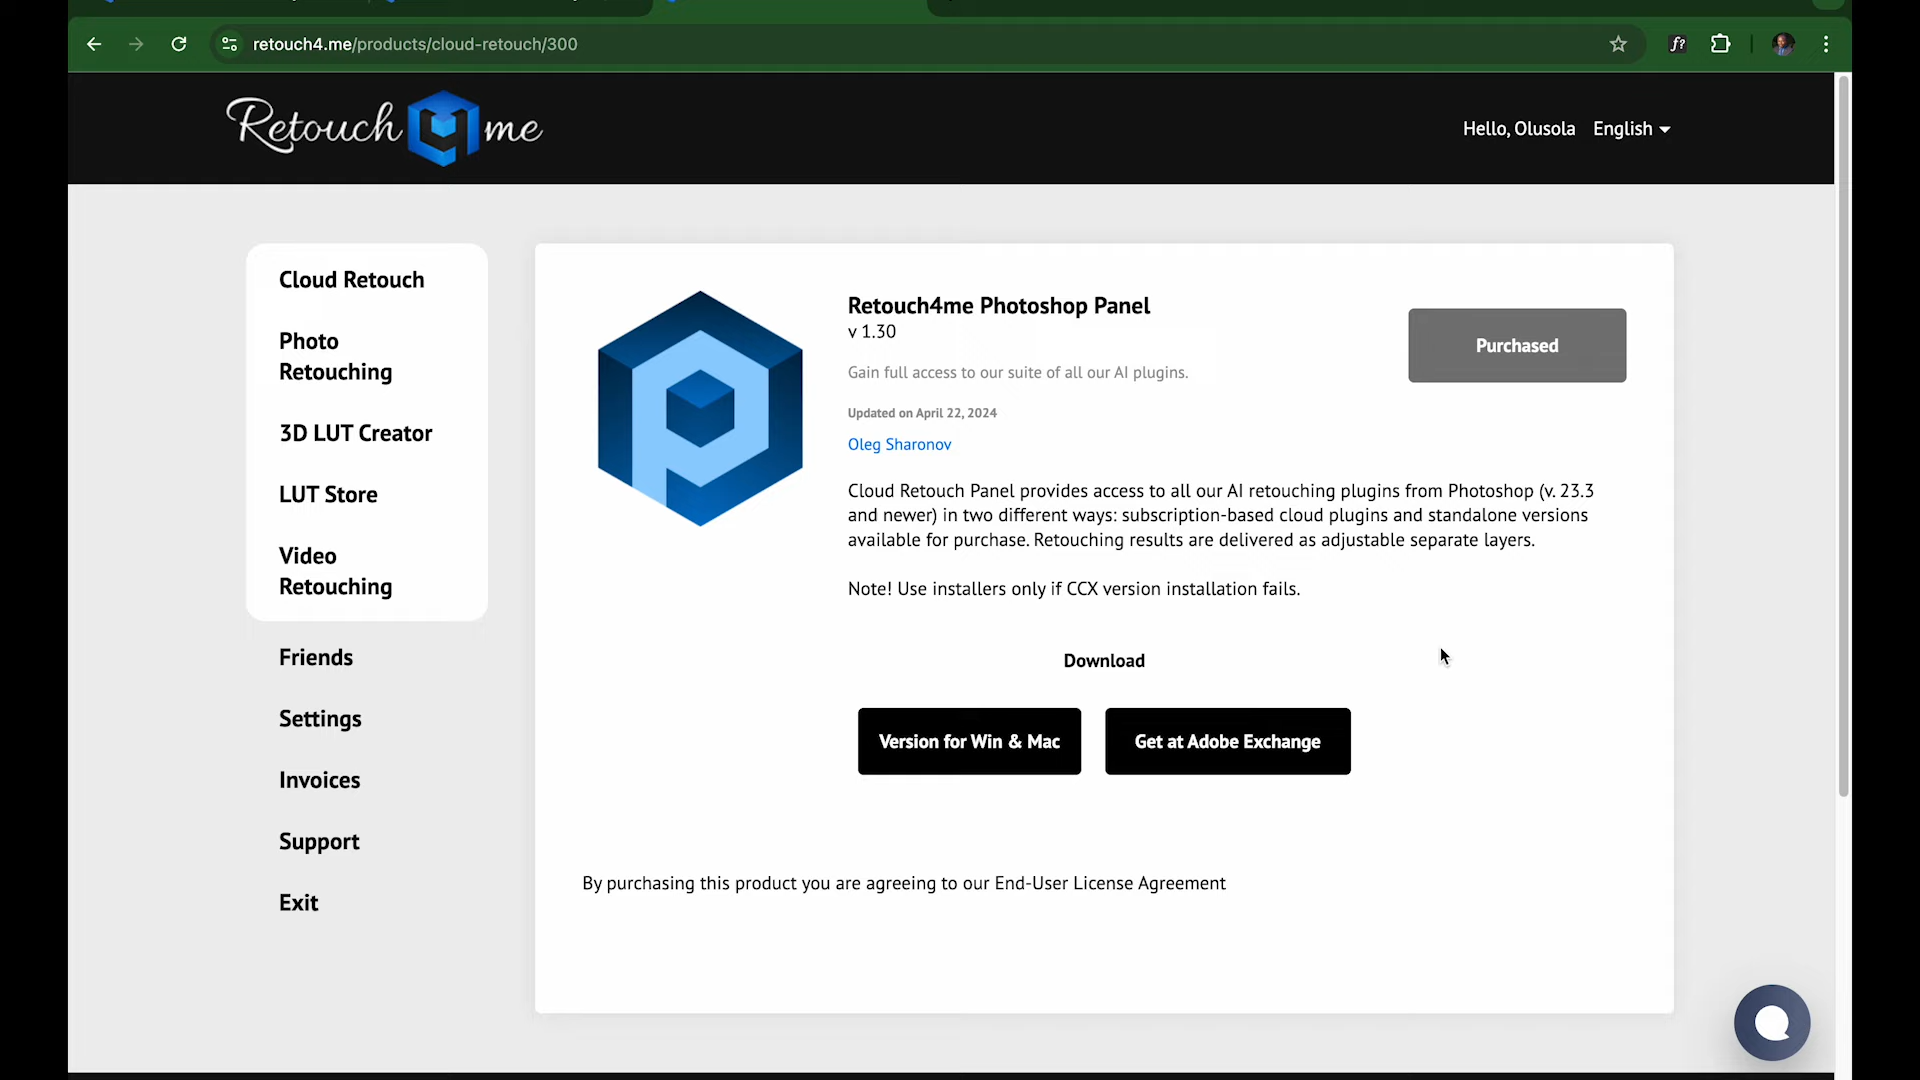 retouch4.me/products/cloud-retouch/300
f?
Retouch me
Hello, Olusola English
Cloud Retouch
Photo
Retouching
3D LUT Creator
LUT Store
Video
Retouching
Friends
Settings
Invoices
Support
Exit
Retouch4me Photoshop Panel
v 1.30
Gain full access to our suite of all our AI plugins.
Updated on April 22, 2024
Oleg Sharonov
Purchased
Cloud Retouch Panel provides access to all our AI retouching plugins from Photoshop (v. 23.3
and newer) in two different ways: subscription-based cloud plugins and standalone versions
available for purchase. Retouching results are delivered as adjustable separate layers.
Note! Use installers only if CCX version installation fails.
Download
Version for Win & Mac
Get at Adobe Exchange
By purchasing this product you are agreeing to our End-User License Agreement